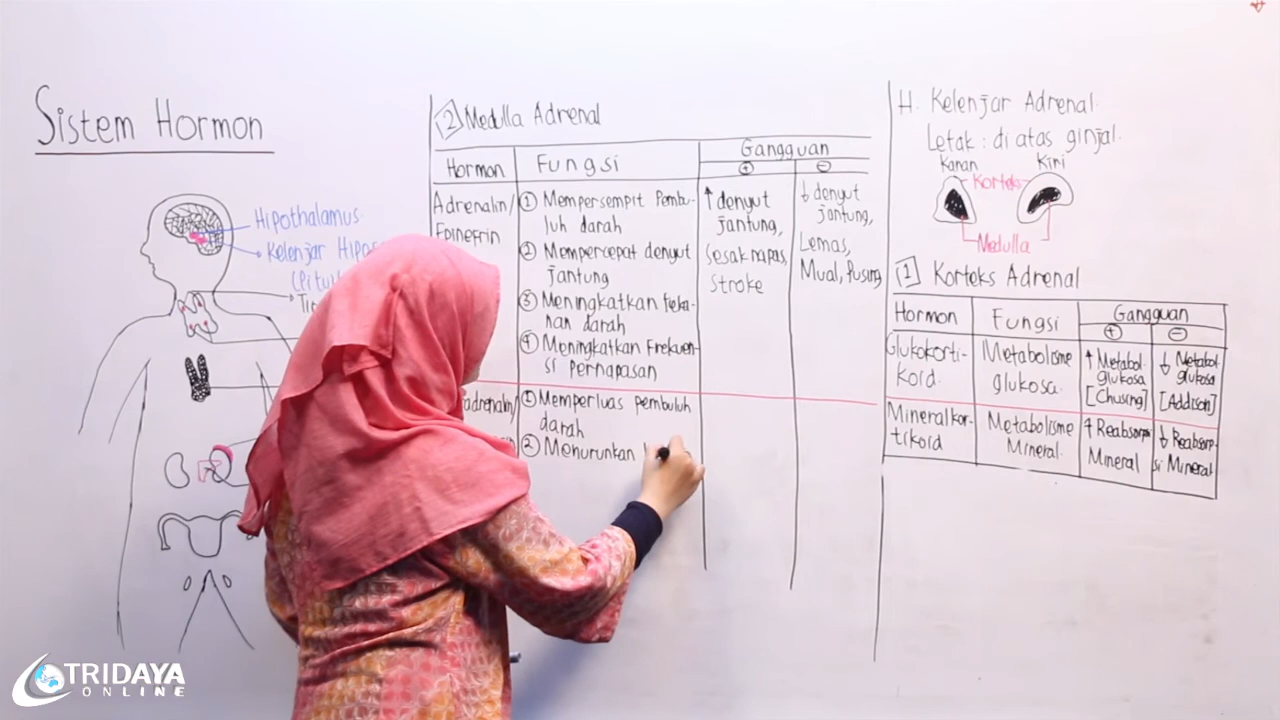 Sistem Hormon
Hipothalamus
Kelenjar
2 Medulla Adrenal
Hormon
Fungsi
Gangguan
+
-
Adrenalin/
Epinefrin
1 Mempersempit Pembu-
luh darah
2 Mempercepat denyut
jantung
3 Meningkatkan Teka-
nan darah
4 Meningkatkan Frekuen-
si pernapasan
↑ denyut
jantung,
Sesak napas,
Stroke
↓ denyut
jantung,
Lemas,
Mual, Pusing
1 Memperluas pembuluh
darah
2 Menurunkan
H. Kelenjar Adrenal.
Letak : di atas ginjal.
Kanan
Kiri
Korteks
Medulla
1 Korteks Adrenal
Hormon
Fungsi
Gangguan
+
-
Glukokorti-
koid.
Metabolisme
glukosa.
↑ Metabol.
glukosa
[Chusing]
↓ Metabol.
glukosa
[Addison]
Mineralkor-
tikoid
Metabolisme
Mineral.
↑ Reabsorpsi
Mineral
↓ Reabsorp-
si Mineral
TRIDAYA
ONLINE